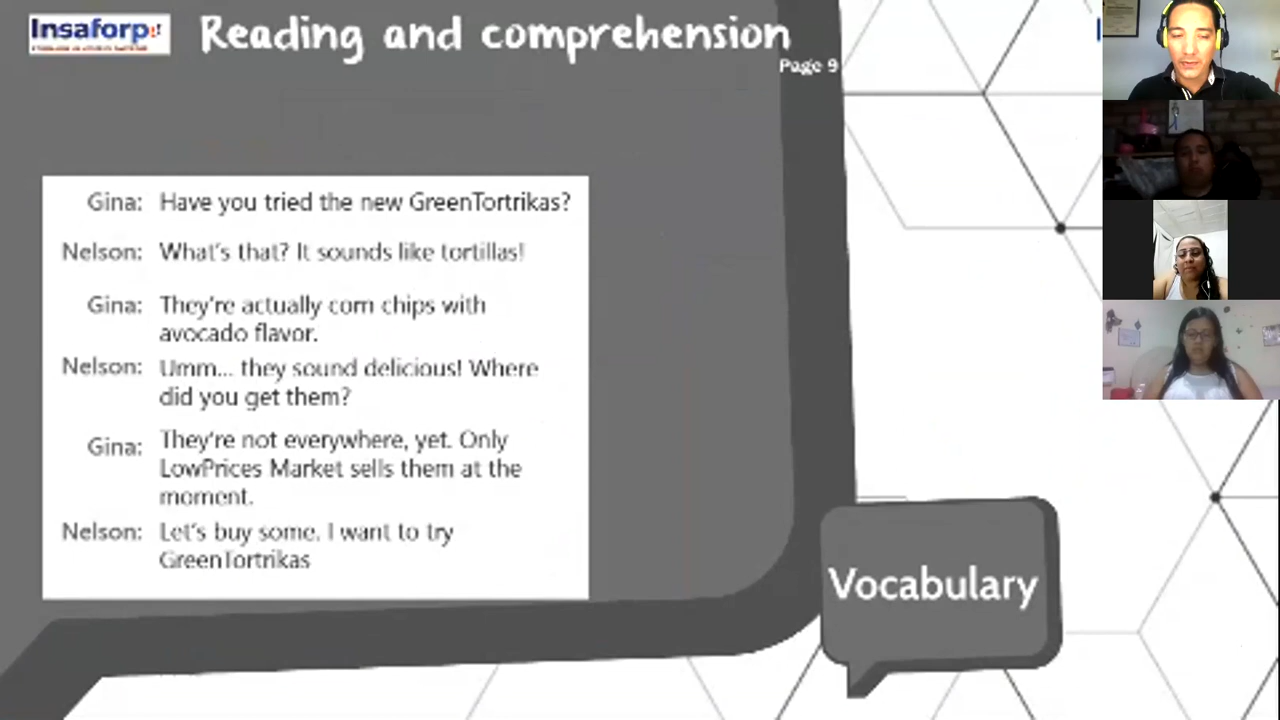 Insaforp
Reading and comprehension
Page 9
Gina: Have you tried the new GreenTortrikas?
Nelson: What's that? It sounds like tortillas!
Gina: They're actually corn chips with
avocado flavor.
Nelson: Umm... they sound delicious! Where
did you get them?
Gina: They're not everywhere, yet. Only
LowPrices Market sells them at the
moment.
Nelson: Let's buy some. I want to try
GreenTortrikas
Vocabulary